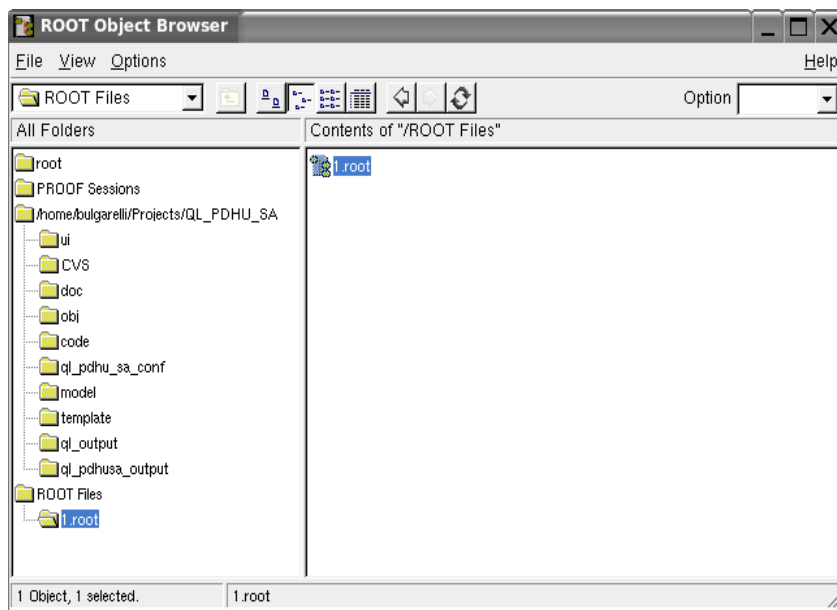 ROOT Object Browser
File View Options Help
ROOT Files Option
All Folders Contents of "/ROOT Files"
root 1.root
PROOF Sessions
/home/bulgarelli/Projects/QL_PDHU_SA
ui
CVS
doc
obj
code
ql_pdhu_sa_conf
model
template
ql_output
ql_pdhusa_output
ROOT Files
1.root
1 Object, 1 selected. 1.root